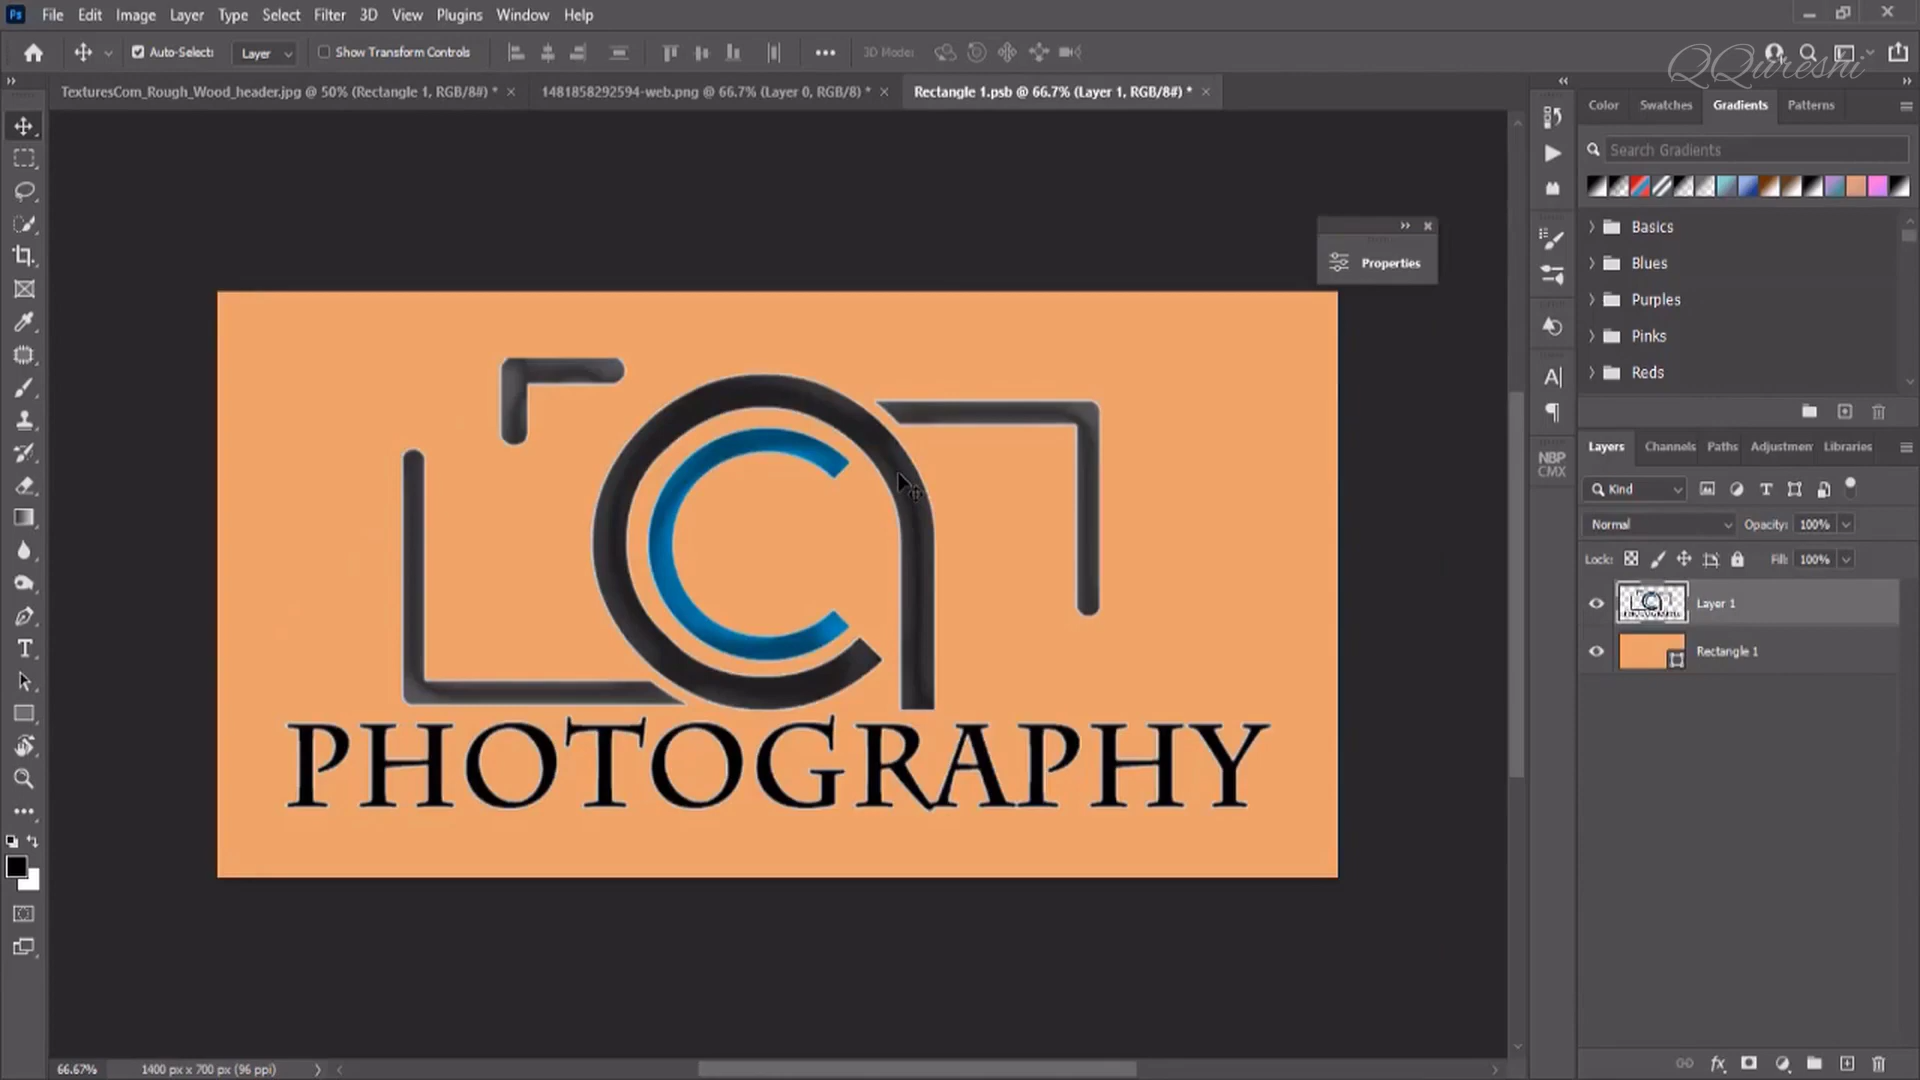 Ps File Edit Image Layer Type Select Filter 3D View Plugins Window Help
Auto-Select: Layer Show Transform Controls 3D Mode:
QQureshi
TexturesCom_Rough_Wood_header.jpg @ 50% (Rectangle 1, RGB/8#) * 1481858292594-web.png @ 66.7% (Layer 0, RGB/8) * Rectangle 1.psb @ 66.7% (Layer 1, RGB/8#) *
Color Swatches Gradients Patterns
Search Gradients
Basics
Blues
Purples
Pinks
Reds
Properties
A|
NBP
CMX
Layers Channels Paths Adjustmen Libraries
Kind
Normal Opacity: 100%
Lock: Fill: 100%
Layer 1
Rectangle 1
Ca
PHOTOGRAPHY
66.67% 1400 px x 700 px (96 ppi)